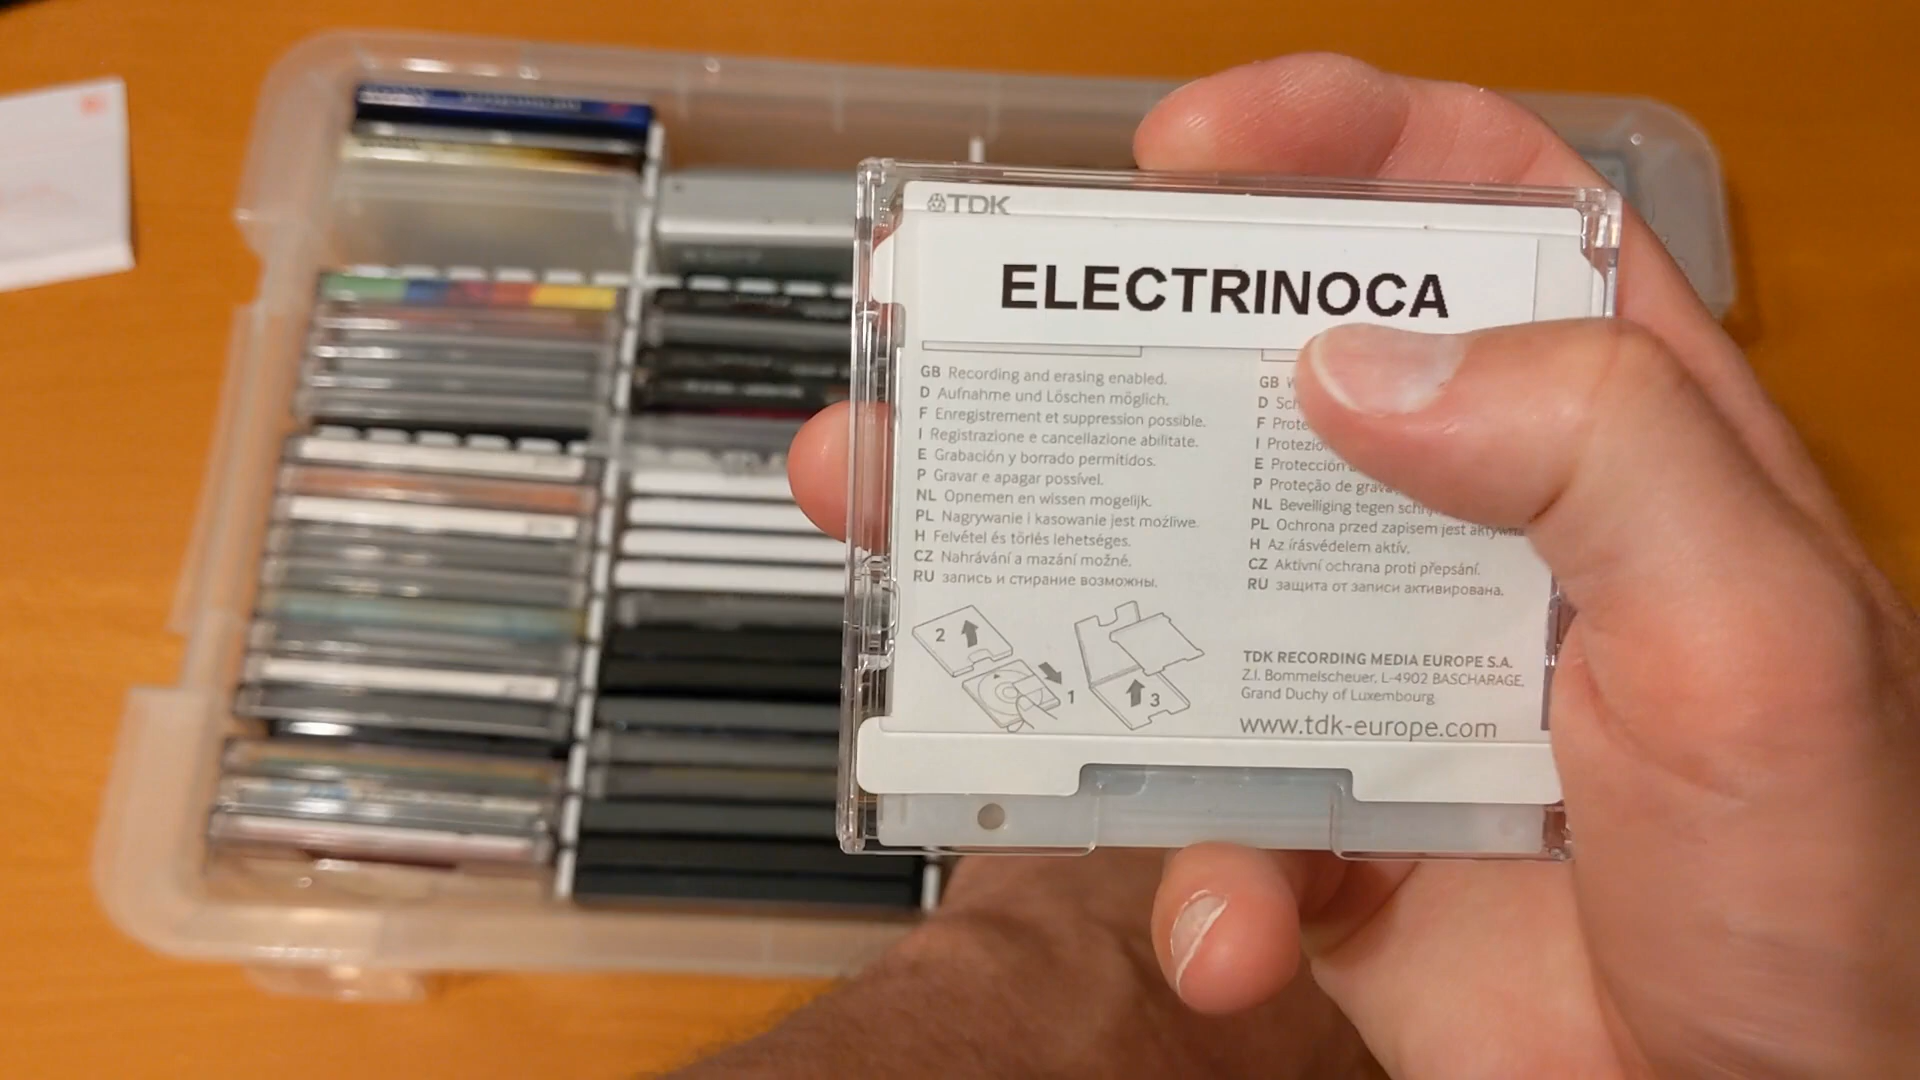 TDK
ELECTRINOCA
GB Recording and erasing enabled.
D Aufnahme und Löschen möglich.
F Enregistrement et suppression possible.
I Registrazione e cancellazione abilitate.
E Grabación y borrado permitidos.
P Gravar e apagar possível.
NL Opnemen en wissen mogelijk.
PL Nagrywanie i kasowanie jest możliwe.
H Felvétel és törlés lehetséges.
CZ Nahrávání a mazání možné.
RU запись и стирание возможны.
GB
D
F
I
E Protección
P Proteção de
NL Beveiliging tegen
PL Ochrona przed zapisem jest aktywna
H Az írásvédelem aktív.
CZ Aktivní ochrana proti přepsání.
RU защита от записи активирована.
2
1
3
TDK RECORDING MEDIA EUROPE S.A.
Z.I. Bommelscheuer, L-4902 BASCHARAGE,
Grand Duchy of Luxembourg
www.tdk-europe.com